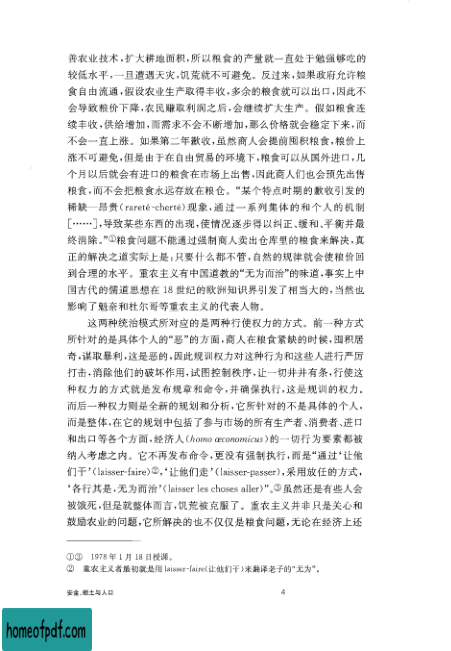 善农业技术，扩大耕地面积，所以粮食的产量就一直处于勉强够吃的
较低水平，一旦遭遇天灾，饥荒就不可避免。反过来，如果政府允许粮
食自由流通，假设农业生产取得丰收，多余的粮食就可以出口，因此不
会导致粮价下降，农民赚取利润之后，会继续扩大生产。假如粮食连
续丰收，供给增加，而需求不会不断增加，那么价格就会稳定下来，而
不会一直上涨。如果第二年歉收，虽然商人会提前囤积粮食，粮价上
涨不可避免，但是由于在自由贸易的环境下，粮食可以从国外进口，几
个月以后就会有进口的粮食在市场上出售，因此商人们也会预先出售
粮食，而不会把粮食永远存放在粮仓。“某个特点时期的歉收引发的
稀缺—昂贵(rareté-cherté)现象，通过一系列集体的和个人的机制
[……]，导致某些东西的出现，使情况逐步得以纠正、缓和、平衡并最
终消除。”①粮食问题不能通过强制商人卖出仓库里的粮食来解决，真
正的解决之道实际上是：只要什么都不管，自然的规律就会使粮价回
到合理的水平。重农主义有中国道教的“无为而治”的味道，事实上中
国古代的儒道思想在 18 世纪的欧洲知识界引发了相当大的，当然也
影响了魁奈和杜尔哥等重农主义的代表人物。
这两种统治模式所对应的是两种行使权力的方式。前一种方式
所针对的是具体个人的“恶”的方面，商人在粮食紧缺的时候，囤积居
奇，谋取暴利，这是恶的，因此规训权力对这种行为和这些人进行严厉
打击，消除他们的破坏作用，试图控制秩序，让一切井井有条，行使这
种权力的方式就是发布规章和命令，并确保执行，这是规训的权力。
而后一种权力则是全新的规划和分析，它所针对的不是具体的个人，
而是整体，在它的规划中包括了参与市场的所有生产者、消费者、进口
和出口等各个方面，经济人(homo œconomicus)的一切行为要素都被
纳入考虑之内。它不再发布命令，更没有强制执行，而是“通过‘让他
们干’(laisser-faire)②，‘让他们走’(laisser-passer)，采用放任的方式，
‘各行其是，无为而治’(laisser les choses aller)”。③虽然还是有些人会
被饿死，但是就整体而言，饥荒被克服了。重农主义并非只是关心和
鼓励农业的问题，它所解决的也不仅仅是粮食问题，无论在经济上还
①③ 1978 年 1 月 18 日授课。
② 重农主义者最初就是用 laisser-faire(让他们干)来翻译老子的“无为”。
安全、领土与人口 4
homeofpdf.com